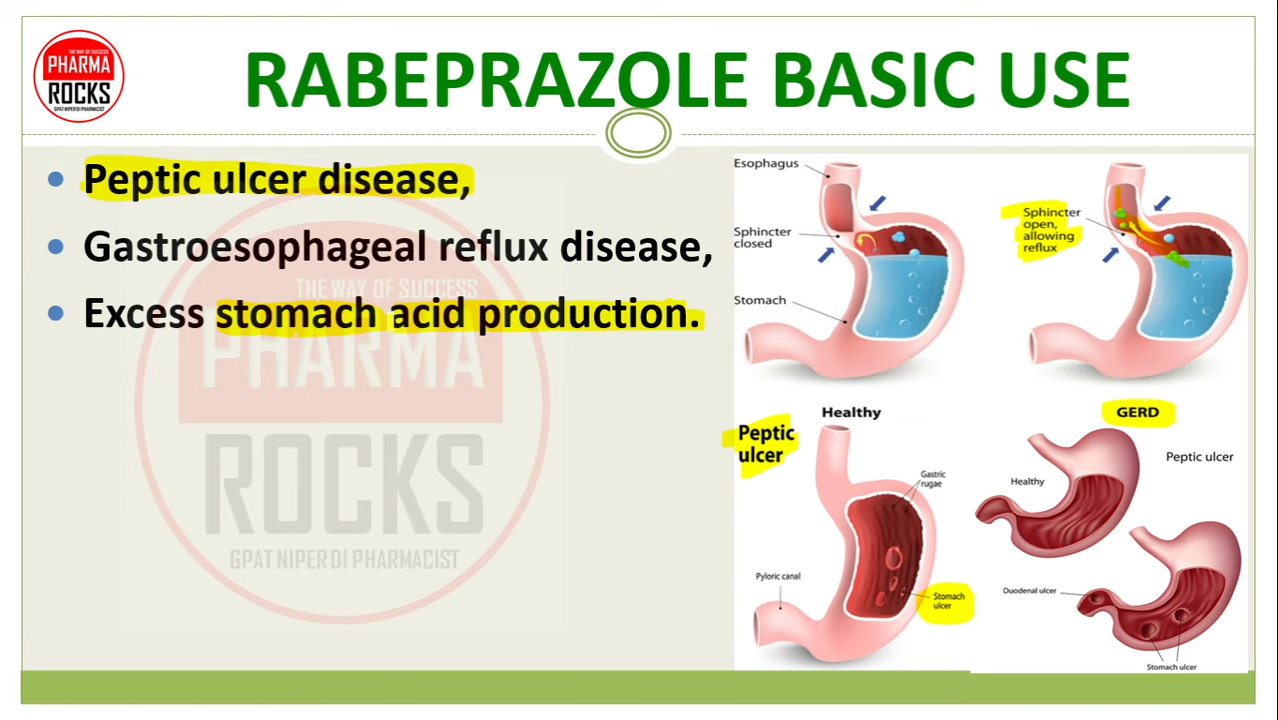 THE WAY OF SUCCESS
PHARMA
ROCKS
GPAT NIPER DI PHARMACIST
RABEPRAZOLE BASIC USE
Peptic ulcer disease,
Gastroesophageal reflux disease,
Excess stomach acid production.
THE WAY OF SUCCESS
PHARMA
ROCKS
GPAT NIPER DI PHARMACIST
Esophagus
Sphincter
closed
Stomach
Healthy
Sphincter
open,
allowing
reflux
GERD
Peptic
ulcer
Gastric
rugae
Pyloric canal
Stomach
ulcer
Peptic ulcer
Healthy
Duodenal ulcer
Stomach ulcer